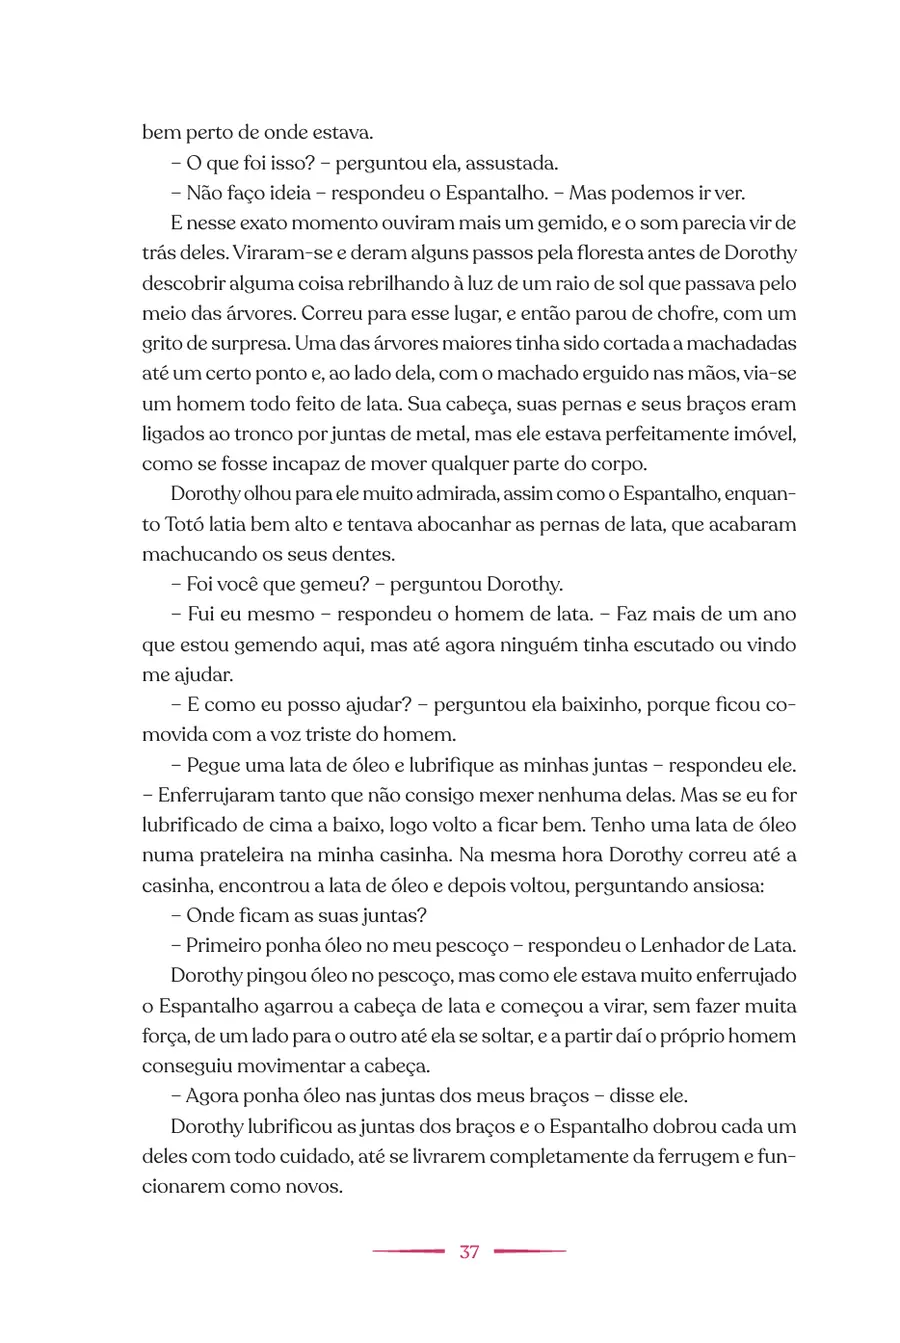 bem perto de onde estava.
– O que foi isso? – perguntou ela, assustada.
– Não faço ideia – respondeu o Espantalho. – Mas podemos ir ver.
E nesse exato momento ouviram mais um gemido, e o som parecia vir de
trás deles. Viraram-se e deram alguns passos pela floresta antes de Dorothy
descobrir alguma coisa rebrilhando à luz de um raio de sol que passava pelo
meio das árvores. Correu para esse lugar, e então parou de chofre, com um
grito de surpresa. Uma das árvores maiores tinha sido cortada a machadadas
até um certo ponto e, ao lado dela, com o machado erguido nas mãos, via-se
um homem todo feito de lata. Sua cabeça, suas pernas e seus braços eram
ligados ao tronco por juntas de metal, mas ele estava perfeitamente imóvel,
como se fosse incapaz de mover qualquer parte do corpo.
Dorothy olhou para ele muito admirada, assim como o Espantalho, enquan-
to Totó latia bem alto e tentava abocanhar as pernas de lata, que acabaram
machucando os seus dentes.
– Foi você que gemeu? – perguntou Dorothy.
– Fui eu mesmo – respondeu o homem de lata. – Faz mais de um ano
que estou gemendo aqui, mas até agora ninguém tinha escutado ou vindo
me ajudar.
– E como eu posso ajudar? – perguntou ela baixinho, porque ficou co-
movida com a voz triste do homem.
– Pegue uma lata de óleo e lubrifique as minhas juntas – respondeu ele.
– Enferrujaram tanto que não consigo mexer nenhuma delas. Mas se eu for
lubrificado de cima a baixo, logo volto a ficar bem. Tenho uma lata de óleo
numa prateleira na minha casinha. Na mesma hora Dorothy correu até a
casinha, encontrou a lata de óleo e depois voltou, perguntando ansiosa:
– Onde ficam as suas juntas?
– Primeiro ponha óleo no meu pescoço – respondeu o Lenhador de Lata.
Dorothy pingou óleo no pescoço, mas como ele estava muito enferrujado
o Espantalho agarrou a cabeça de lata e começou a virar, sem fazer muita
força, de um lado para o outro até ela se soltar, e a partir daí o próprio homem
conseguiu movimentar a cabeça.
– Agora ponha óleo nas juntas dos meus braços – disse ele.
Dorothy lubrificou as juntas dos braços e o Espantalho dobrou cada um
deles com todo cuidado, até se livrarem completamente da ferrugem e fun-
cionarem como novos.
37